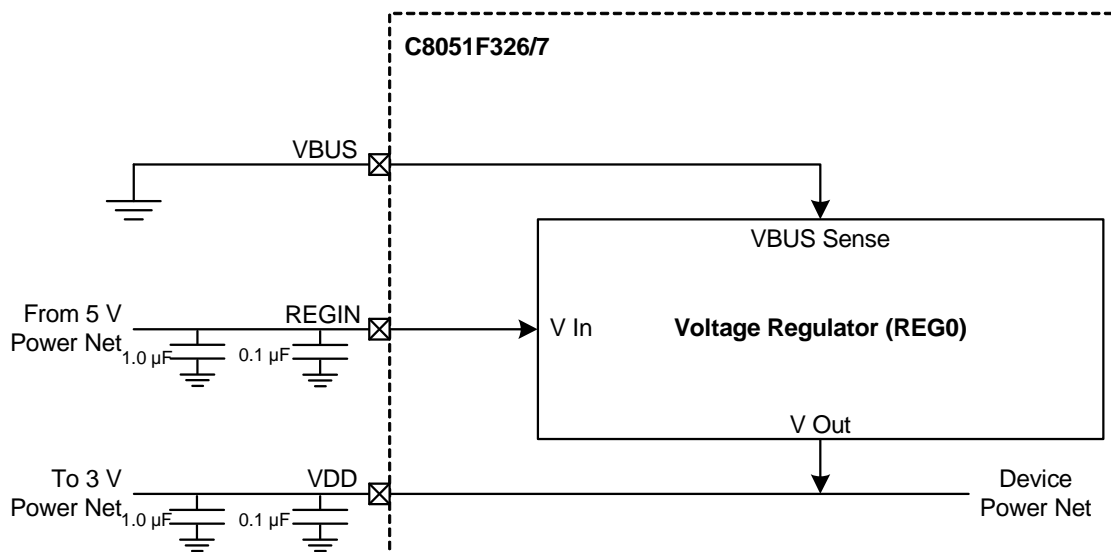 C8051F326/7
VBUS
VBUS Sense
From 5 V
Power Net
REGIN
1.0 µF
0.1 µF
V In
Voltage Regulator (REG0)
V Out
To 3 V
Power Net
VDD
1.0 µF
0.1 µF
Device
Power Net